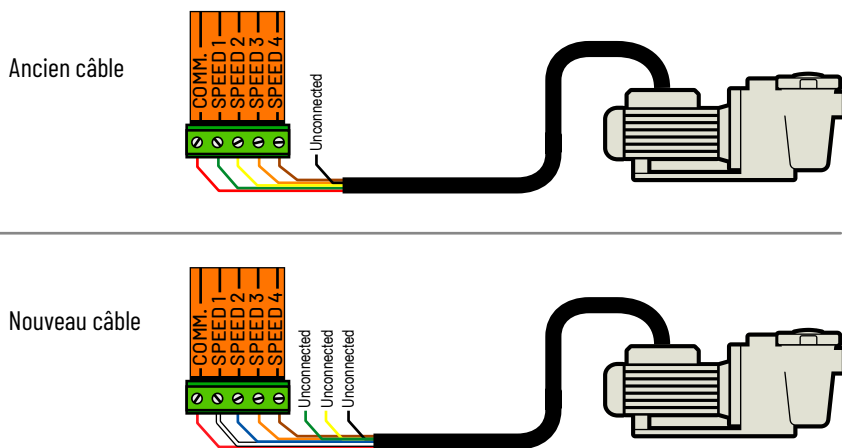 Ancien câble
COMM.
SPEED 1
SPEED 2
SPEED 3
SPEED 4
Unconnected
Nouveau câble
COMM.
SPEED 1
SPEED 2
SPEED 3
SPEED 4
Unconnected
Unconnected
Unconnected